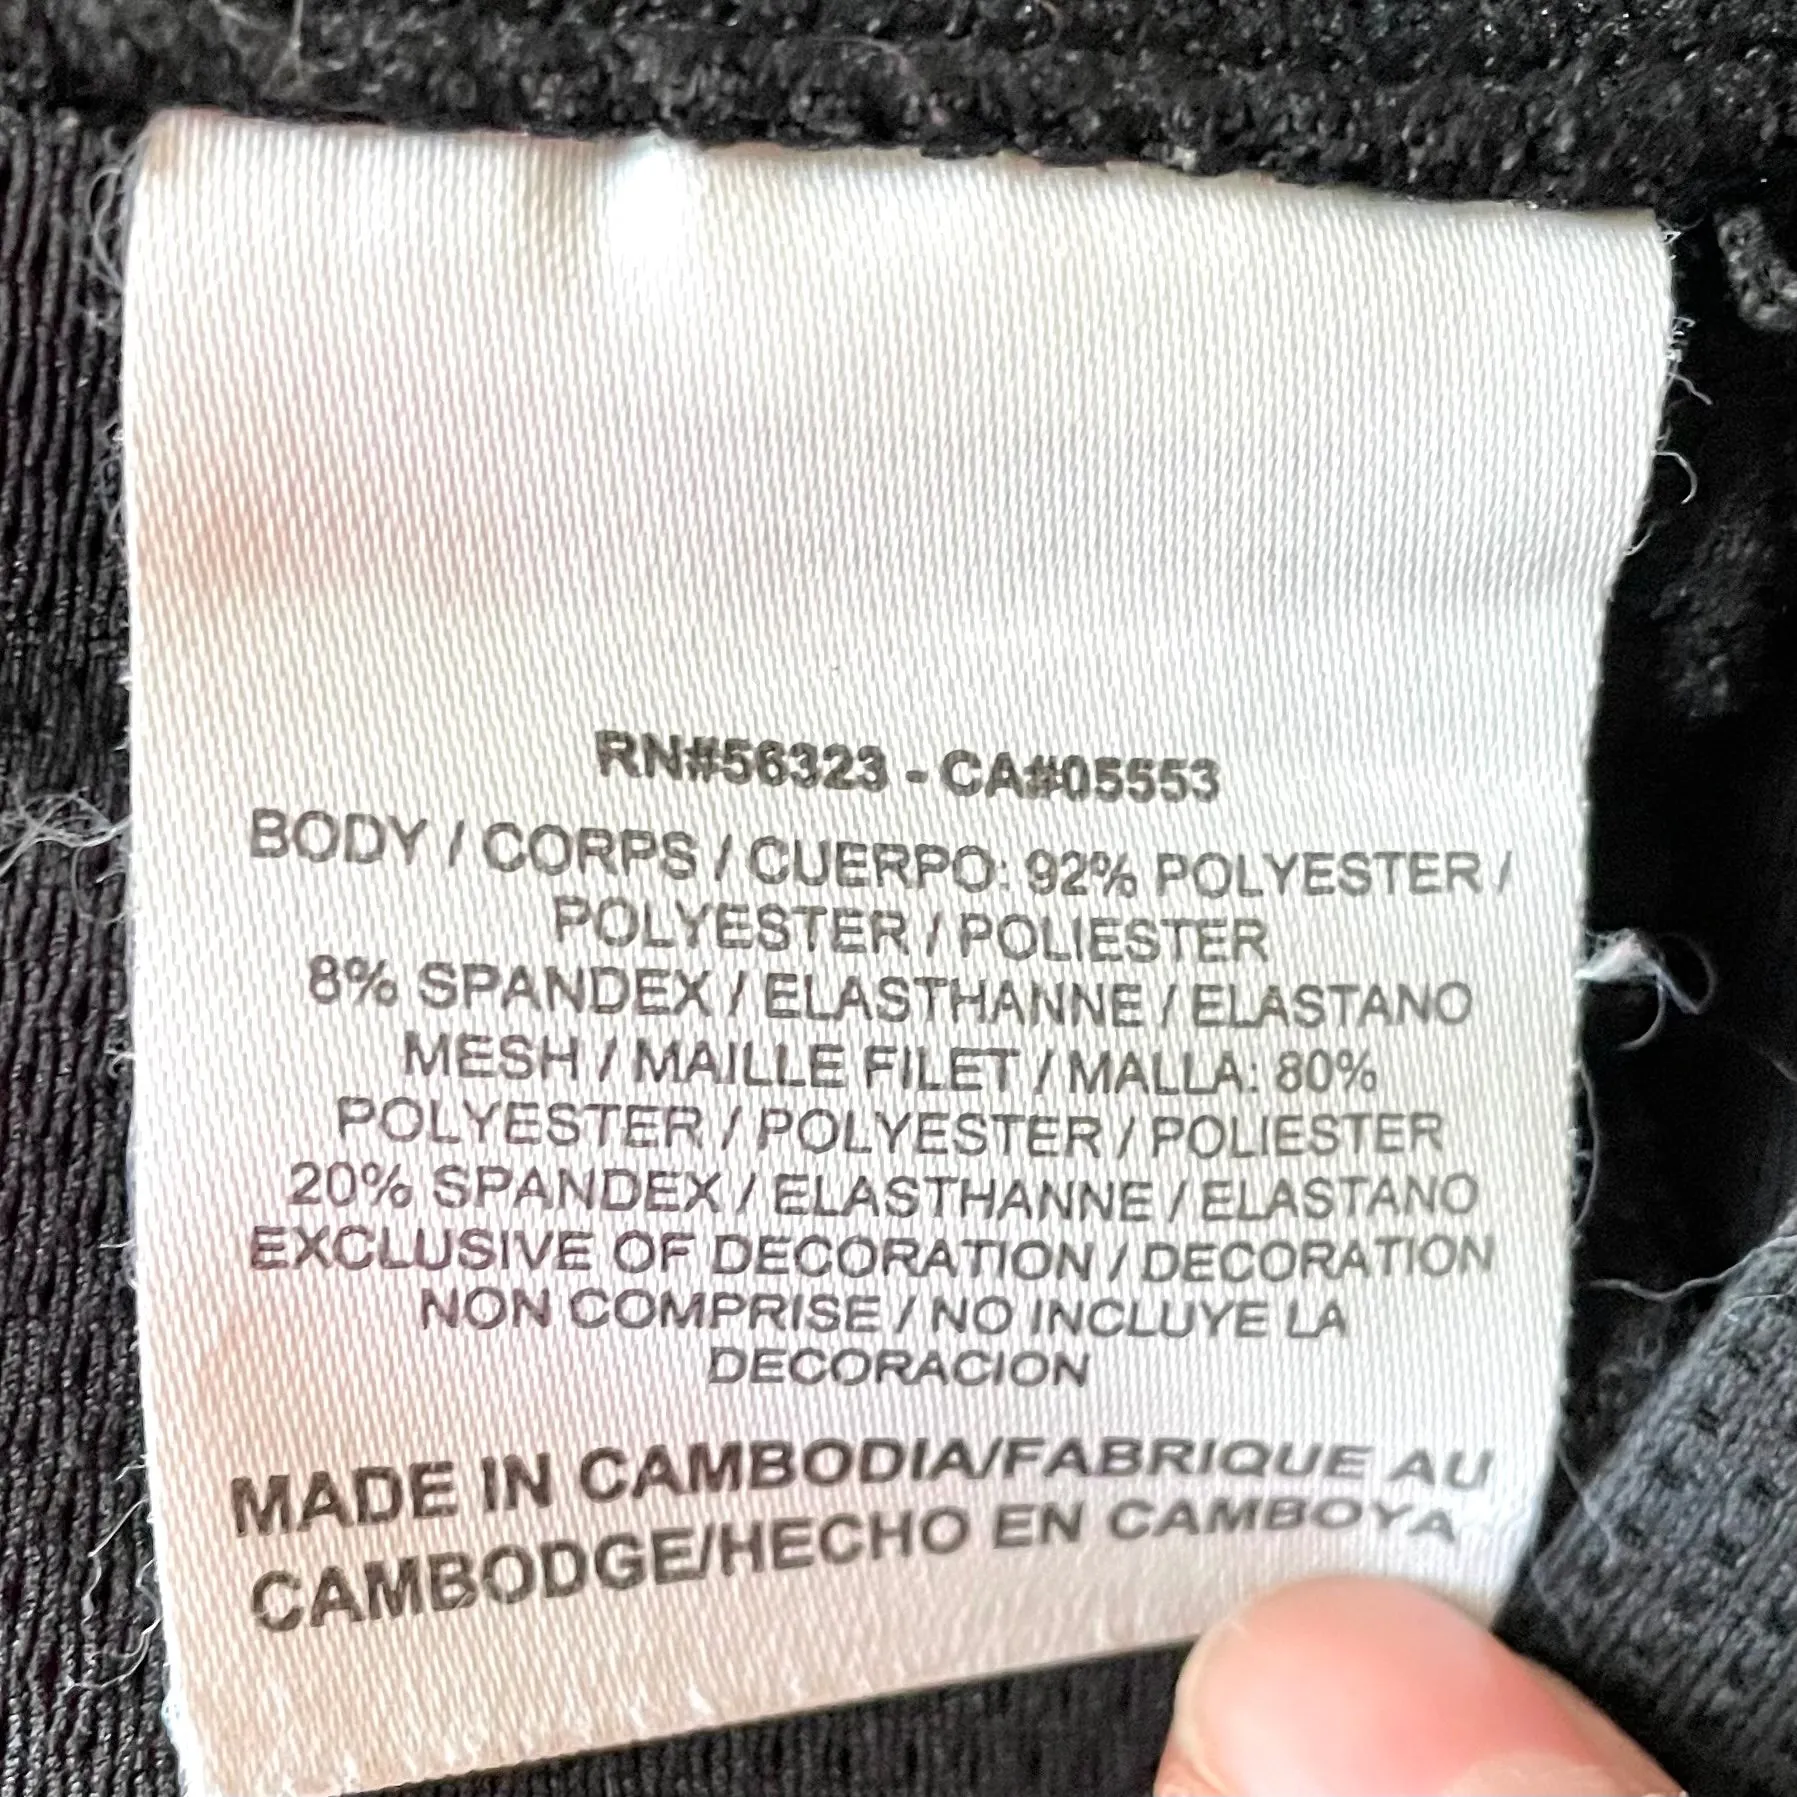 RN#56323 - CA#05553
BODY / CORPS / CUERPO: 92% POLYESTER /
POLYESTER / POLIESTER
8% SPANDEX / ELASTHANNE / ELASTANO
MESH / MAILLE FILET / MALLA: 80%
POLYESTER / POLYESTER / POLIESTER
20% SPANDEX / ELASTHANNE / ELASTANO
EXCLUSIVE OF DECORATION / DECORATION
NON COMPRISE / NO INCLUYE LA
DECORACION
MADE IN CAMBODIA/FABRIQUE AU
CAMBODGE/HECHO EN CAMBOYA